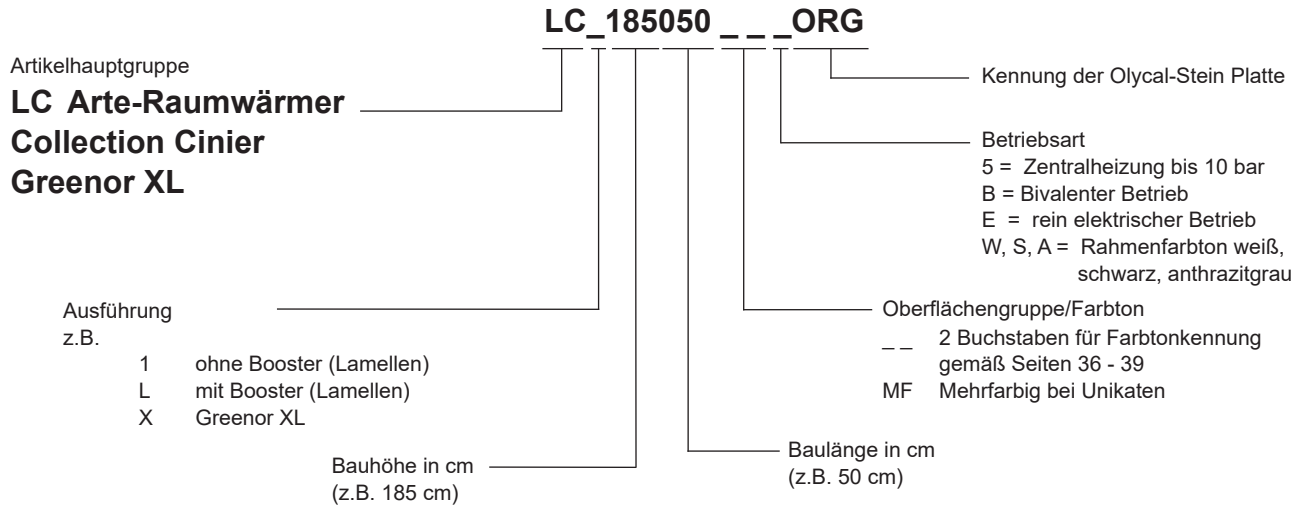 LC_185050 _ _ _ORG
Artikelhauptgruppe
LC Arte-Raumwärmer
Collection Cinier
Greenor XL
Kennung der Olycal-Stein Platte
Betriebsart
5 = Zentralheizung bis 10 bar
B = Bivalenter Betrieb
E = rein elektrischer Betrieb
W, S, A = Rahmenfarbton weiß,
schwarz, anthrazitgrau
Ausführung
z.B.
1 ohne Booster (Lamellen)
L mit Booster (Lamellen)
X Greenor XL
Oberflächengruppe/Farbton
_ _ 2 Buchstaben für Farbtonkennung
gemäß Seiten 36 - 39
MF Mehrfarbig bei Unikaten
Bauhöhe in cm
(z.B. 185 cm)
Baulänge in cm
(z.B. 50 cm)